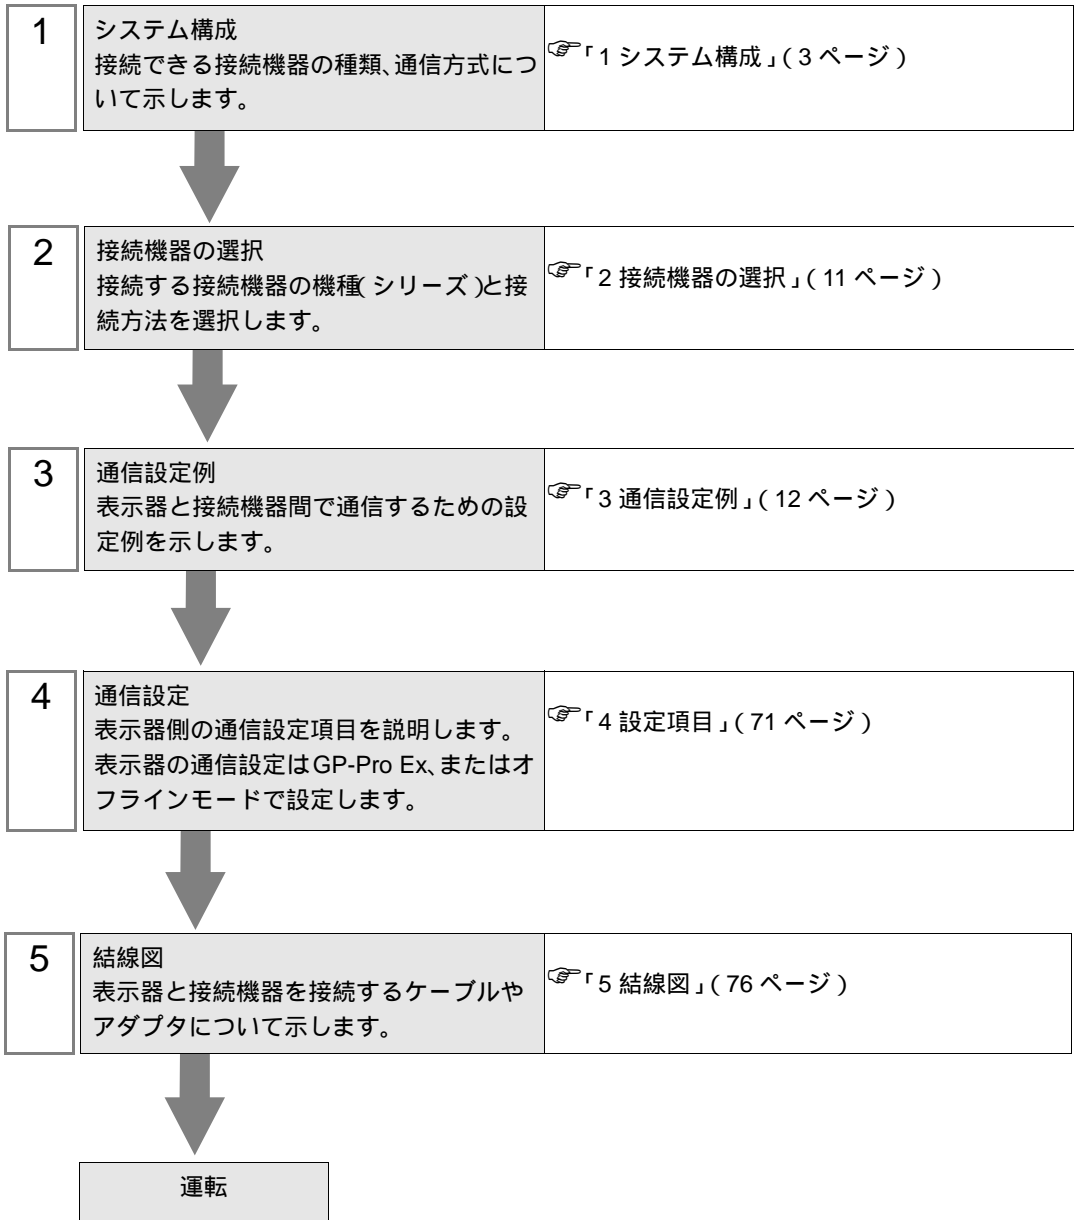 1
システム構成
接続できる接続機器の種類、通信方式につ
いて示します。
☞「1 システム構成」( 3 ページ )
2
接続機器の選択
接続する接続機器の機種( シリーズ )と接
続方法を選択します。
☞「2 接続機器の選択」( 11 ページ )
3
通信設定例
表示器と接続機器間で通信するための設
定例を示します。
☞「3 通信設定例」( 12 ページ )
4
通信設定
表示器側の通信設定項目を説明します。
表示器の通信設定はGP-Pro Ex、またはオ
フラインモードで設定します。
☞「4 設定項目」( 71 ページ )
5
結線図
表示器と接続機器を接続するケーブルや
アダプタについて示します。
☞「5 結線図」( 76 ページ )
運転